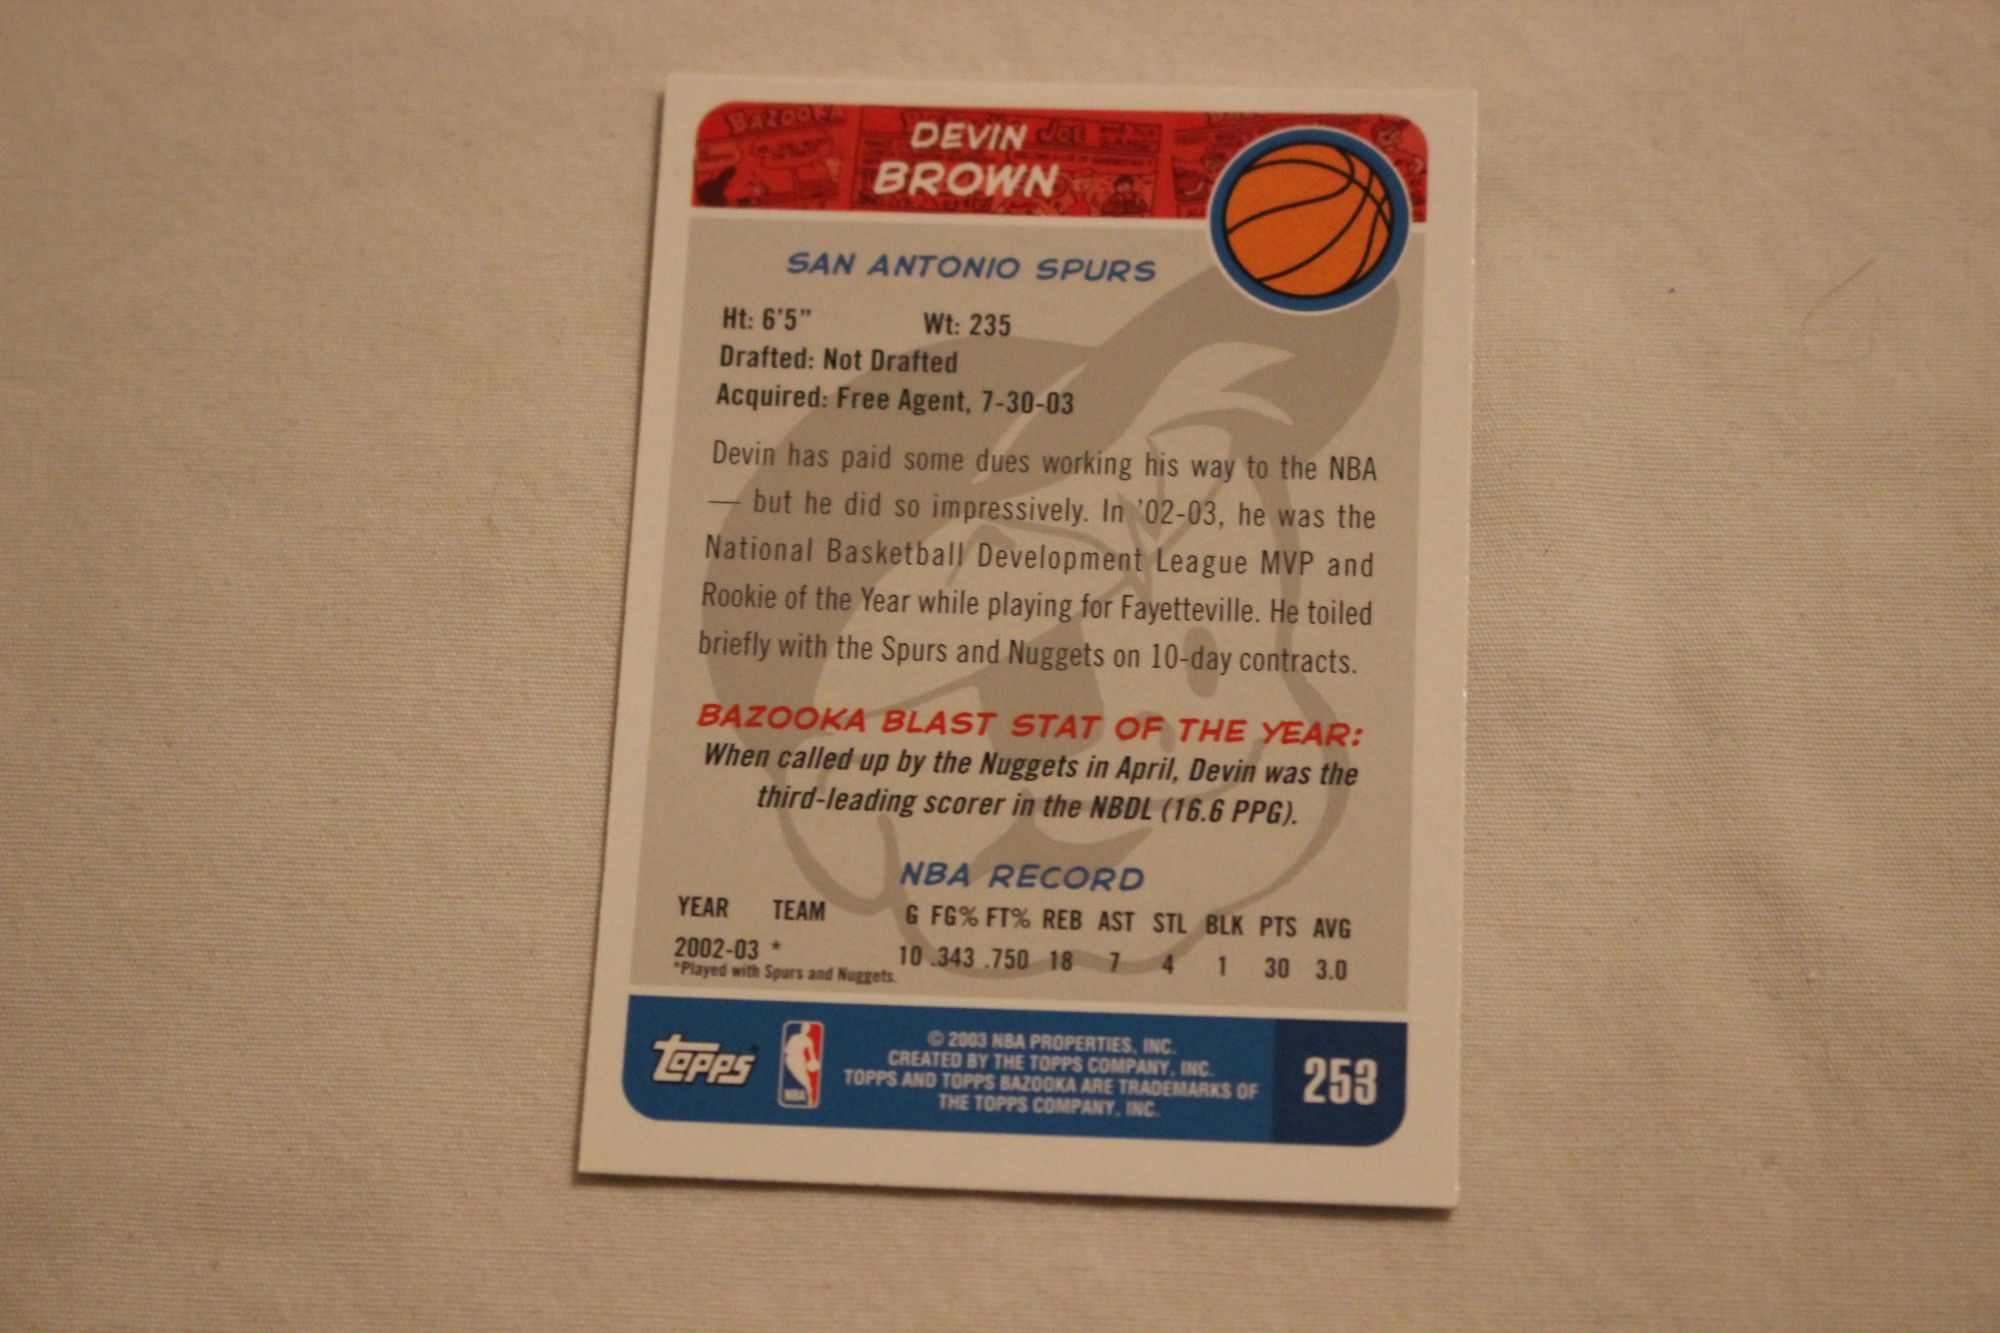 DEVIN
BROWN
SAN ANTONIO SPURS
Ht: 6'5" Wt: 235
Drafted: Not Drafted
Acquired: Free Agent, 7-30-03
Devin has paid some dues working his way to the NBA
— but he did so impressively. In '02-03, he was the
National Basketball Development League MVP and
Rookie of the Year while playing for Fayetteville. He toiled
briefly with the Spurs and Nuggets on 10-day contracts.
BAZOOKA BLAST STAT OF THE YEAR:
When called up by the Nuggets in April, Devin was the
third-leading scorer in the NBDL (16.6 PPG).
NBA RECORD
YEAR TEAM G FG% FT% REB AST STL BLK PTS AVG
2002-03 * 10 .343 .750 18 7 4 1 30 3.0
*Played with Spurs and Nuggets.
topps
NBA
© 2003 NBA PROPERTIES, INC.
CREATED BY THE TOPPS COMPANY, INC.
TOPPS AND TOPPS BAZOOKA ARE TRADEMARKS OF
THE TOPPS COMPANY, INC.
253
BAZOOKA
JOE and his
GANG